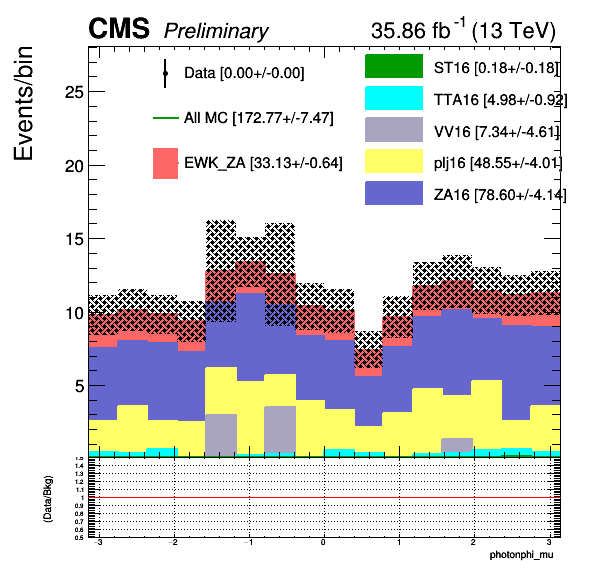 CMS Preliminary 35.86 fb⁻¹ (13 TeV)
Events/bin
25
20
15
10
5
Data [0.00+/-0.00]
All MC [172.77+/-7.47]
EWK_ZA [33.13+/-0.64]
ST16 [0.18+/-0.18]
TTA16 [4.98+/-0.92]
VV16 [7.34+/-4.61]
plj16 [48.55+/-4.01]
ZA16 [78.60+/-4.14]
(Data/Bkg)
1.5
1.4
1.3
1.2
1.1
1
0.9
0.8
0.7
0.6
0.5
-3 -2 -1 0 1 2 3
photonphi_mu